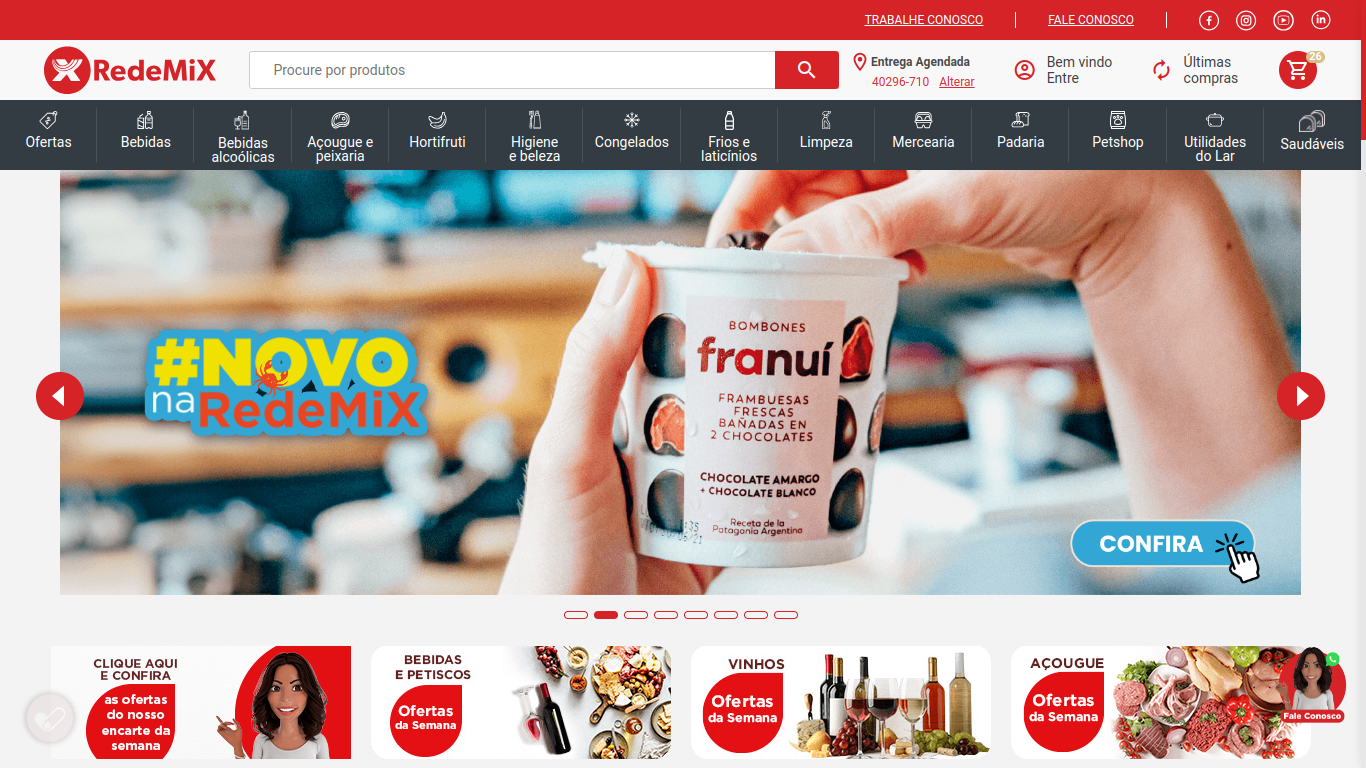 TRABALHE CONOSCO
FALE CONOSCO
RedeMiX
Procure por produtos
Entrega Agendada
40296-710 Alterar
Bem vindo
Entre
Últimas
compras
26
Ofertas
Bebidas
Bebidas
alcoólicas
Açougue e
peixaria
Hortifruti
Higiene
e beleza
Congelados
Frios e
laticínios
Limpeza
Mercearia
Padaria
Petshop
Utilidades
do Lar
Saudáveis
#NOVO
na RedeMiX
BOMBONES
franuí
FRAMBUESAS
FRESCAS
BAÑADAS EN
2 CHOCOLATES
CHOCOLATE AMARGO
+ CHOCOLATE BLANCO
Receta de la
Patagonia Argentina
CONFIRA
CLIQUE AQUI
E CONFIRA
as ofertas
do nosso
encarte da
semana
BEBIDAS
E PETISCOS
Ofertas
da Semana
VINHOS
Ofertas
da Semana
AÇOUGUE
Ofertas
da Semana
Fale Conosco